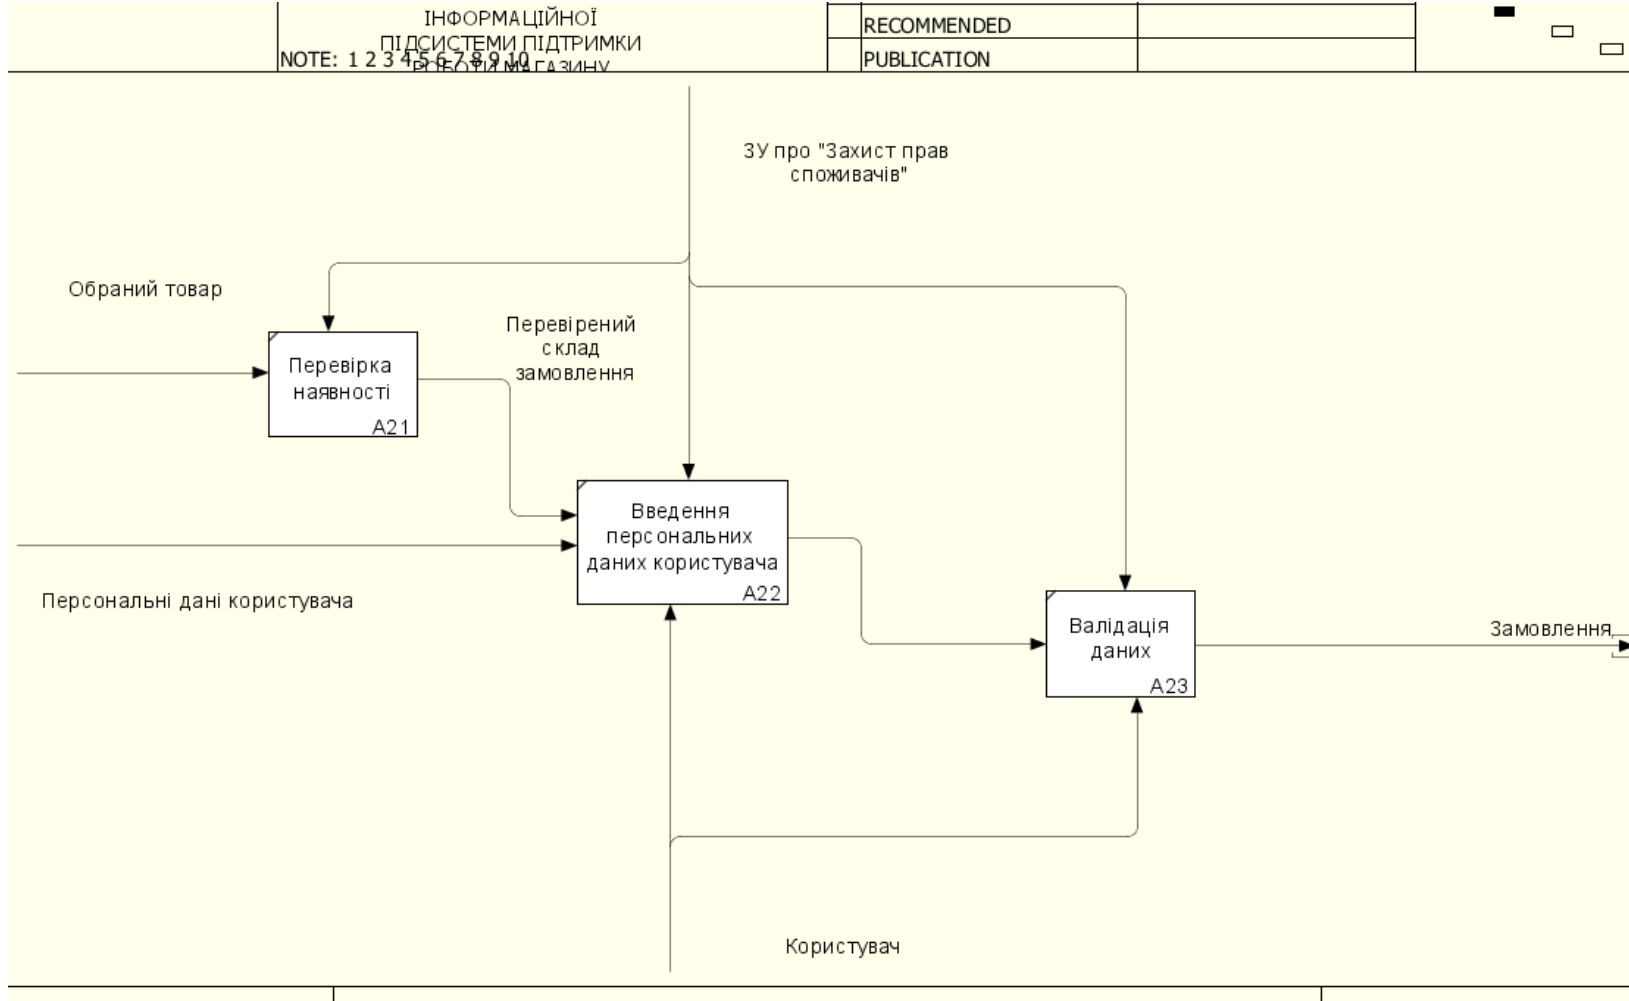 ІНФОРМАЦІЙНОЇ
ПІДСИСТЕМИ ПІДТРИМКИ
РОБОТИ МАГАЗИНУ
NOTE: 1 2 3 4 5 6 7 8 9 10
RECOMMENDED
PUBLICATION
ЗУ про "Захист прав
споживачів"
Обраний товар
Перевірений
склад
замовлення
Перевірка
наявності
A21
Введення
персональних
даних користувача
A22
Персональні дані користувача
Валідація
даних
A23
Замовлення
Користувач